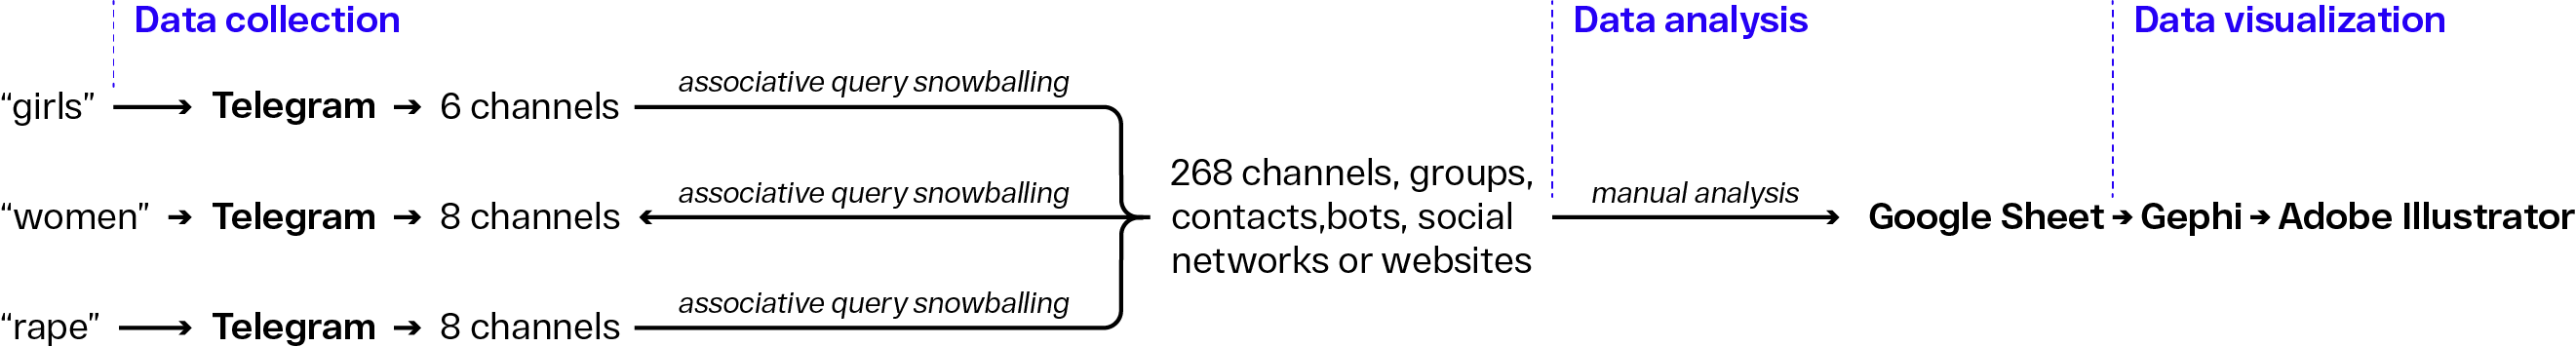 Data collection
Data analysis
Data visualization
“girls” Telegram 6 channels associative query snowballing
“women” Telegram 8 channels associative query snowballing
“rape” Telegram 8 channels associative query snowballing
268 channels, groups,
contacts,bots, social
networks or websites
manual analysis
Google Sheet Gephi Adobe Illustrator